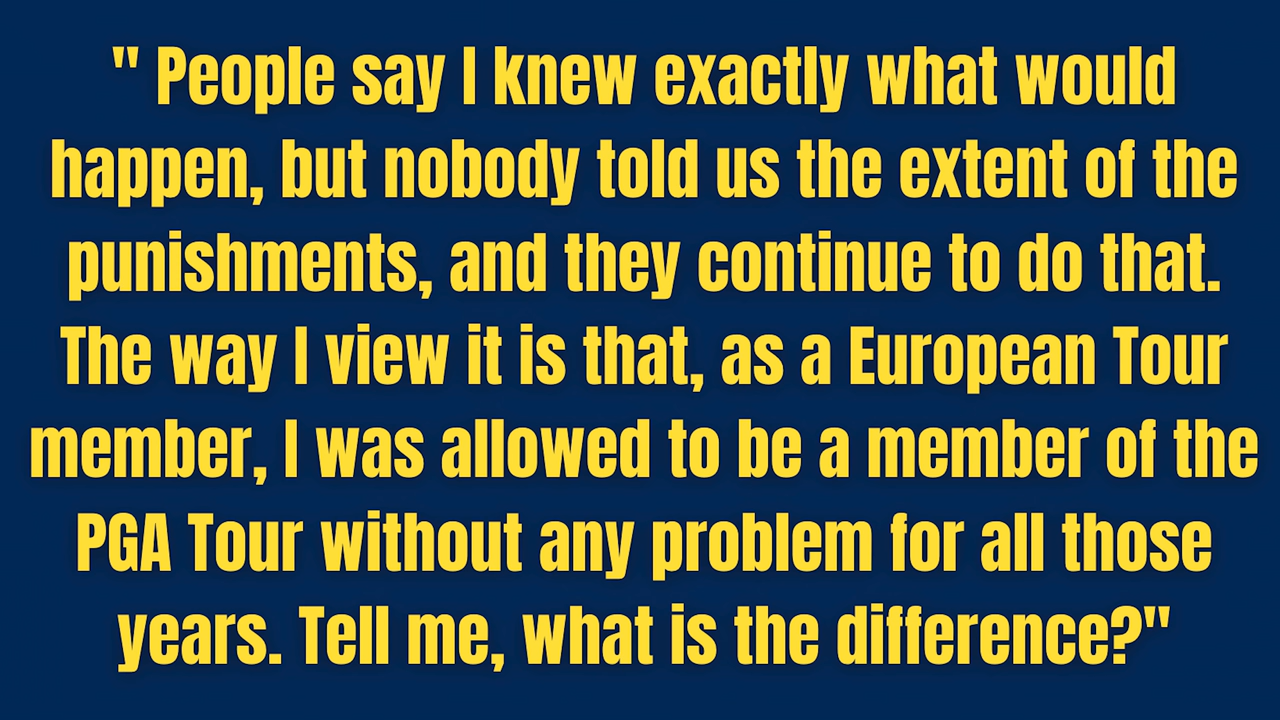 " People say I knew exactly what would
happen, but nobody told us the extent of the
punishments, and they continue to do that.
The way I view it is that, as a European Tour
member, I was allowed to be a member of the
PGA Tour without any problem for all those
years. Tell me, what is the difference?"